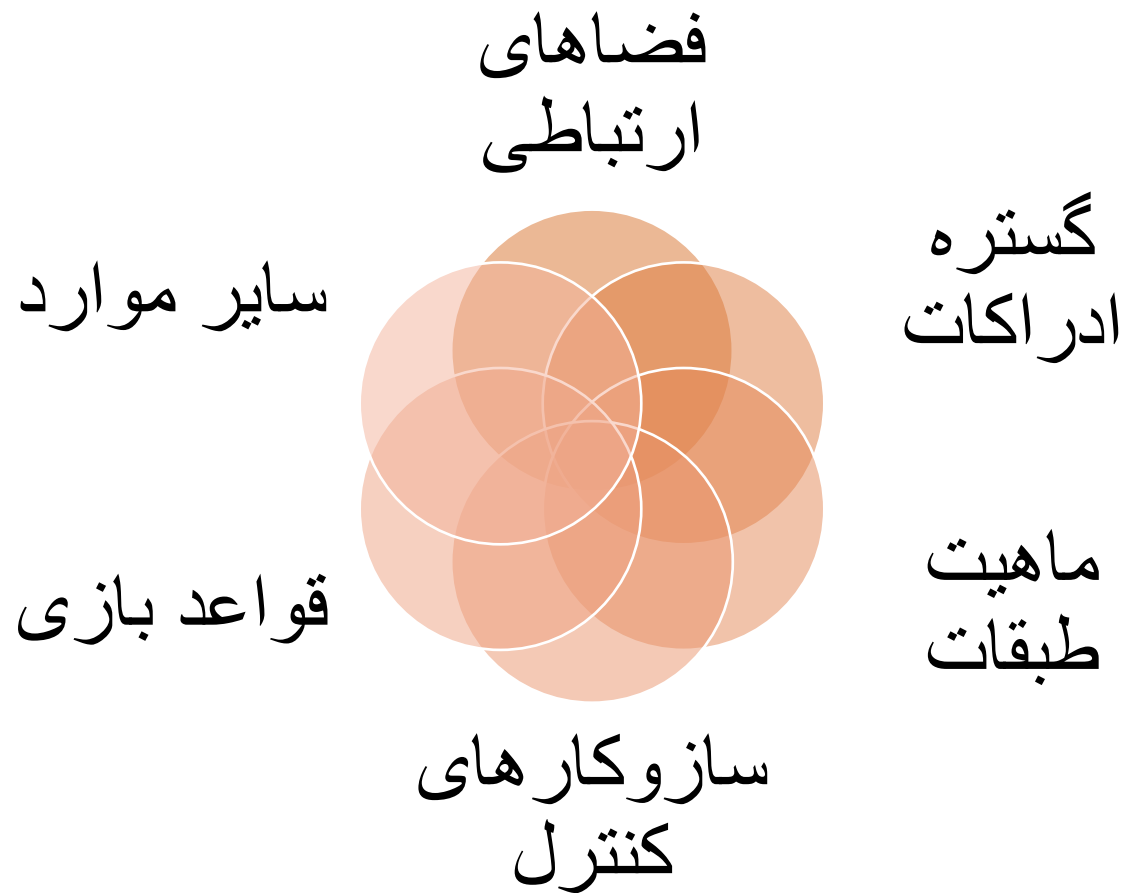 فضاهای
ارتباطی
گستره
ادراکات
ماهیت
طبقات
سازوکارهای
کنترل
قواعد بازی
سایر موارد